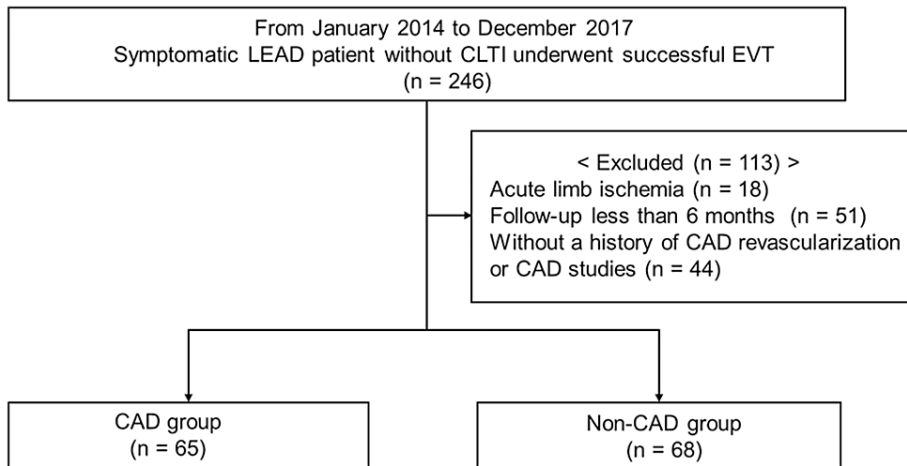 From January 2014 to December 2017
Symptomatic LEAD patient without CLTI underwent successful EVT
(n = 246)
< Excluded (n = 113) >
Acute limb ischemia (n = 18)
Follow-up less than 6 months (n = 51)
Without a history of CAD revascularization
or CAD studies (n = 44)
CAD group
(n = 65)
Non-CAD group
(n = 68)